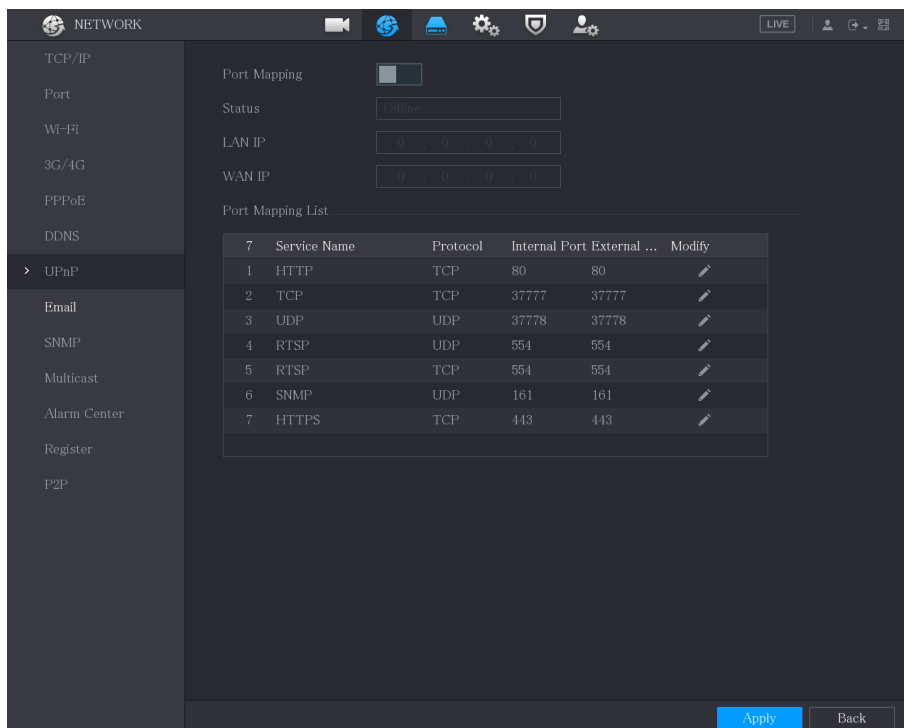 NETWORK
LIVE
TCP/IP
Port
Wi-Fi
3G/4G
PPPoE
DDNS
UPnP
Email
SNMP
Multicast
Alarm Center
Register
P2P
Port Mapping
Status Offline
LAN IP 0 . 0 . 0 . 0
WAN IP 0 . 0 . 0 . 0
Port Mapping List
7 Service Name Protocol Internal Port External ... Modify
1 HTTP TCP 80 80
2 TCP TCP 37777 37777
3 UDP UDP 37778 37778
4 RTSP UDP 554 554
5 RTSP TCP 554 554
6 SNMP UDP 161 161
7 HTTPS TCP 443 443
Apply Back